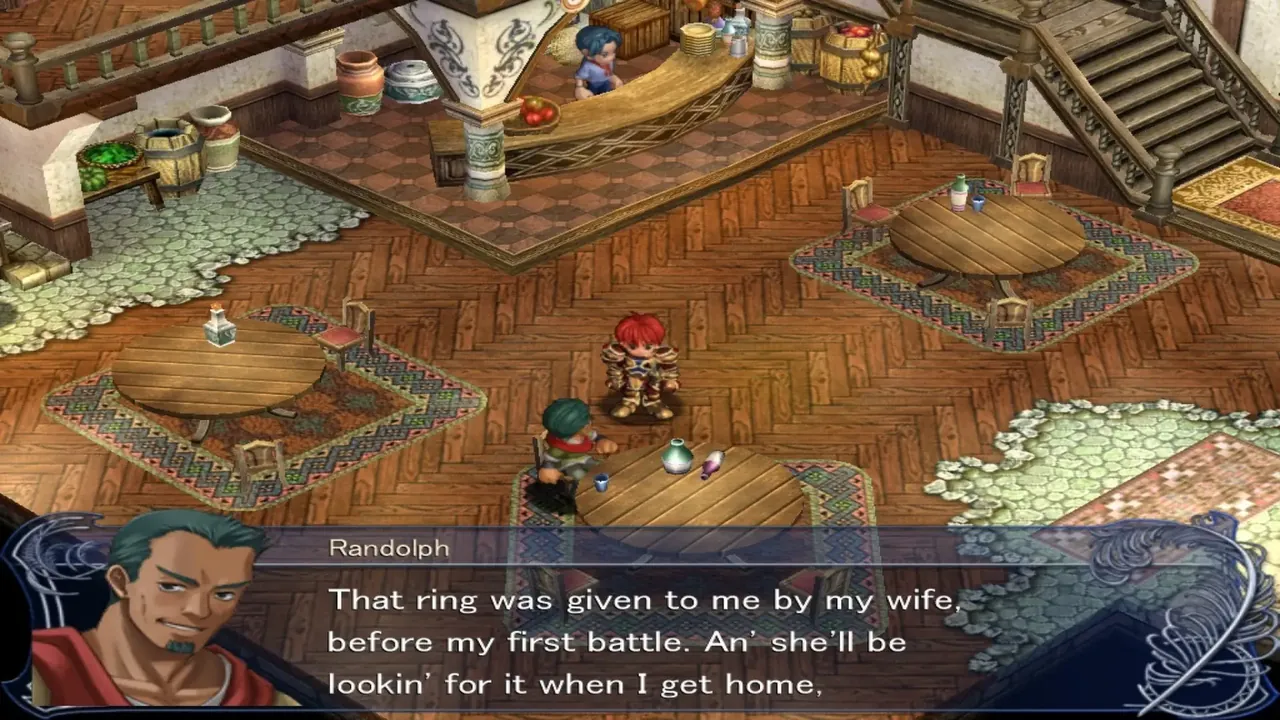 Randolph
That ring was given to me by my wife,
before my first battle. An' she'll be
lookin' for it when I get home,